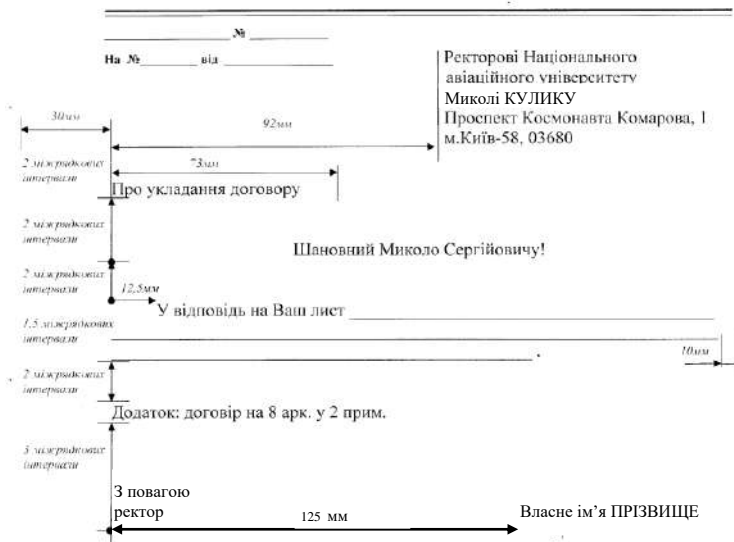 №
На № від
Ректорові Національного
авіаційного університету
Миколі КУЛИКУ
Проспект Космонавта Комарова, 1
м.Київ-58, 03680
30мм
92мм
2 міжрядкових
інтервали
73мм
Про укладання договору
2 міжрядкових
інтервали
Шановний Миколо Сергійовичу!
2 міжрядкових
інтервали
12,5мм
У відповідь на Ваш лист
1,5 міжрядкових
інтервали
10мм
2 міжрядкових
інтервали
Додаток: договір на 8 арк. у 2 прим.
3 міжрядкових
інтервали
З повагою
ректор
125 мм
Власне ім’я ПРІЗВИЩЕ